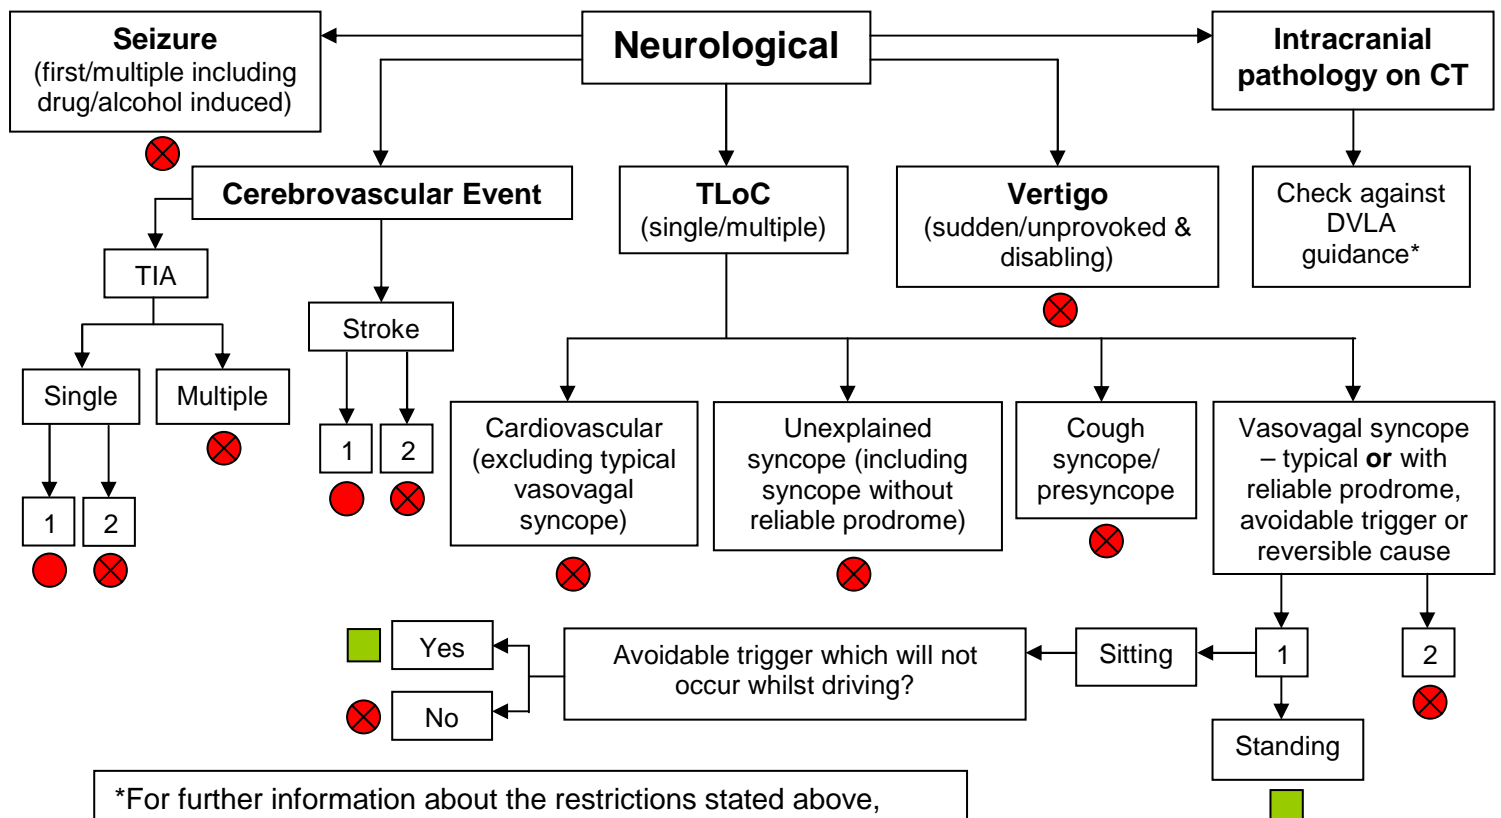 Neurological
Seizure
(first/multiple including
drug/alcohol induced)
Intracranial
pathology on CT
Cerebrovascular Event
TLoC
(single/multiple)
Vertigo
(sudden/unprovoked &
disabling)
Check against
DVLA
guidance*
TIA
Stroke
Single
Multiple
1
2
1
2
Cardiovascular
(excluding typical
vasovagal
syncope)
Unexplained
syncope (including
syncope without
reliable prodrome)
Cough
syncope/
presyncope
Vasovagal syncope
– typical or with
reliable prodrome,
avoidable trigger or
reversible cause
Yes
No
Avoidable trigger which will not
occur whilst driving?
Sitting
1
2
Standing
*For further information about the restrictions stated above,